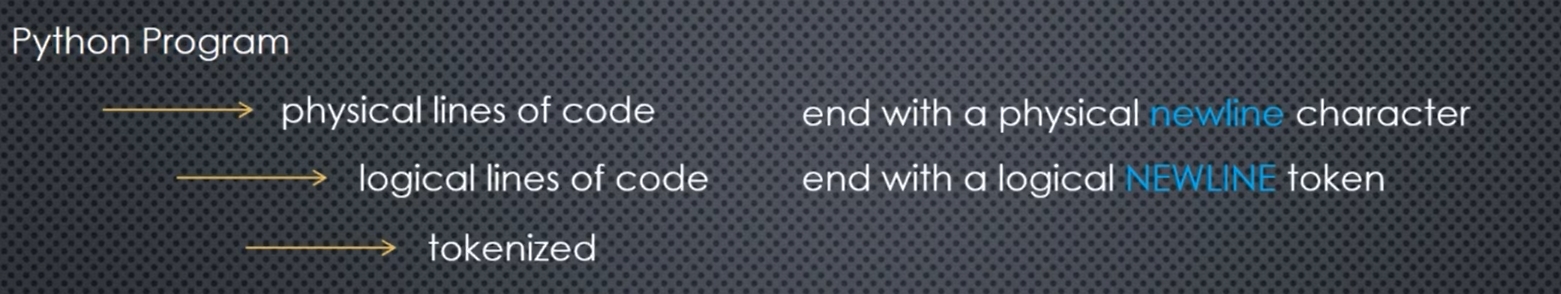 Python Program
physical lines of code end with a physical newline character
logical lines of code end with a logical NEWLINE token
tokenized